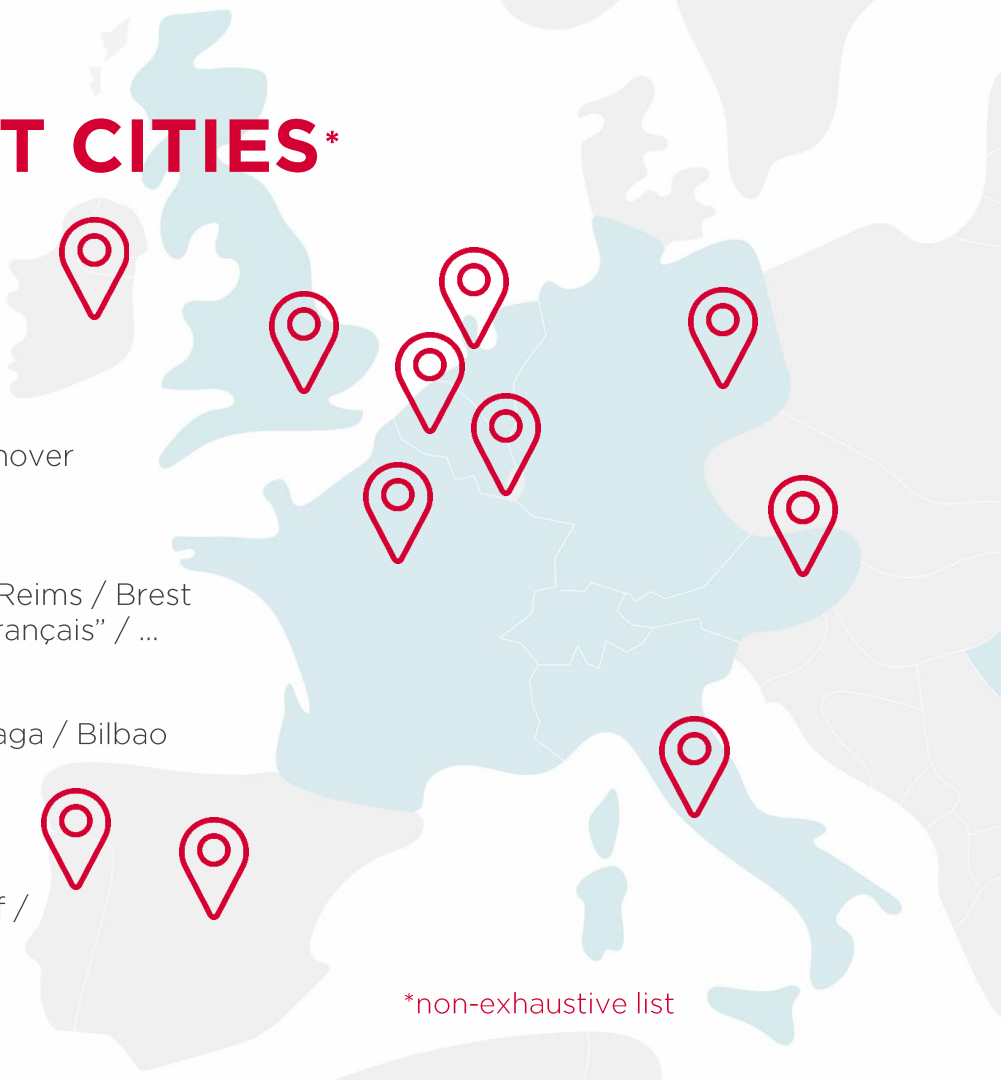 T CITIES*
nover
Reims / Brest
rançais” / ...
aga / Bilbao
f /
*non-exhaustive list